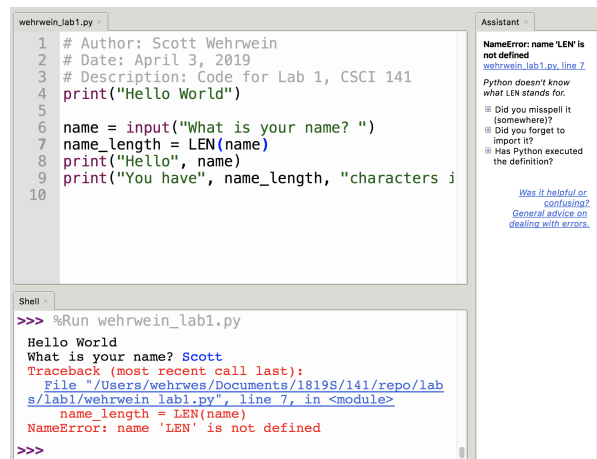 wehrwein_lab1.py ×
1 # Author: Scott Wehrwein
2 # Date: April 3, 2019
3 # Description: Code for Lab 1, CSCI 141
4 print("Hello World")
5
6 name = input("What is your name? ")
7 name_length = LEN(name)
8 print("Hello", name)
9 print("You have", name_length, "characters i
10
Shell ×
>>> %Run wehrwein_lab1.py
Hello World
What is your name? Scott
Traceback (most recent call last):
File "/Users/wehrwes/Documents/1819S/141/repo/lab
s/lab1/wehrwein_lab1.py", line 7, in <module>
name_length = LEN(name)
NameError: name 'LEN' is not defined
>>>
Assistant ×
NameError: name 'LEN' is
not defined
wehrwein_lab1.py, line 7
Python doesn't know
what LEN stands for.
Did you misspell it
(somewhere)?
Did you forget to
import it?
Has Python executed
the definition?
Was it helpful or
confusing?
General advice on
dealing with errors.